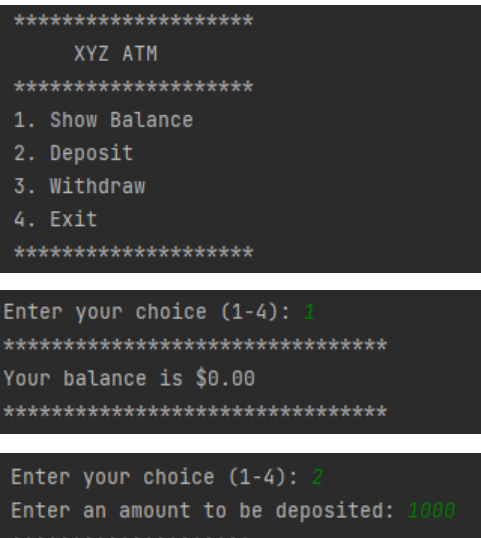 ********************
XYZ ATM
********************
1. Show Balance
2. Deposit
3. Withdraw
4. Exit
********************
Enter your choice (1-4): 1
********************************
Your balance is $0.00
********************************
Enter your choice (1-4): 2
Enter an amount to be deposited: 1000